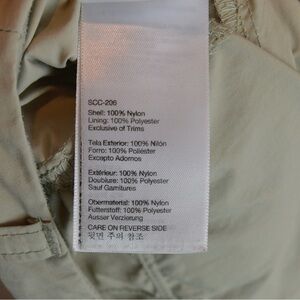 SCC-206
Shell: 100% Nylon
Lining: 100% Polyester
Exclusive of Trims
Tela Exterior: 100% Nilón
Forro: 100% Poliéster
Excepto Adornos
Extérieur: 100% Nylon
Doublure: 100% Polyester
Sauf Garnitures
Obermaterial: 100% Nylon
Futterstoff: 100% Polyester
Ausser Verzierung
CARE ON REVERSE SIDE
뒷면 주의 참조